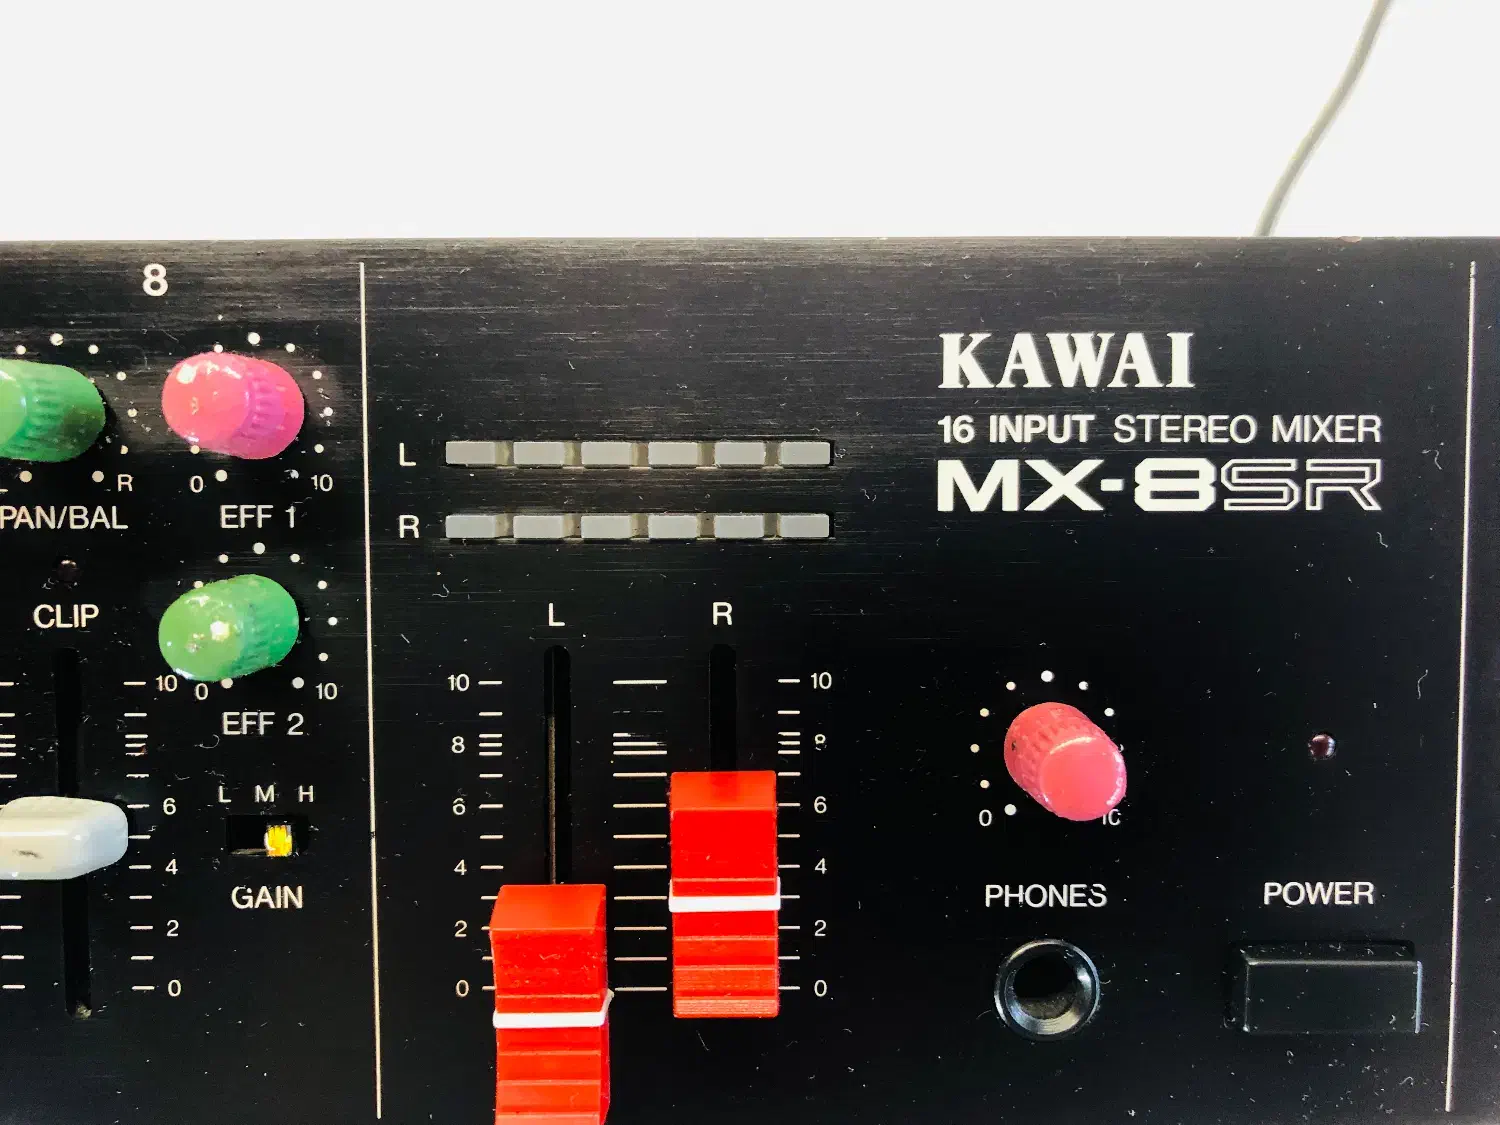 8
KAWAI
16 INPUT STEREO MIXER
MX-8SR
L
R
R
0 10
PAN/BAL EFF 1
CLIP
L R
10 0 10
EFF 2
10 10
8 8
L M H
6 6 6
4 4 4
GAIN
2 2 2
0 0 0
0 10
PHONES POWER